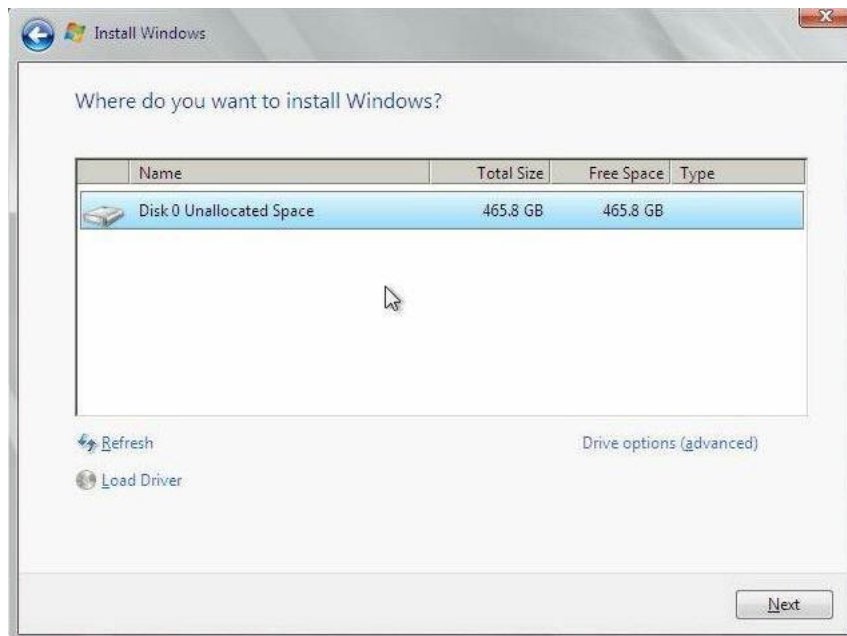 Install Windows
Where do you want to install Windows?
Name Total Size Free Space Type
Disk 0 Unallocated Space 465.8 GB 465.8 GB
Refresh Drive options (advanced)
Load Driver
Next